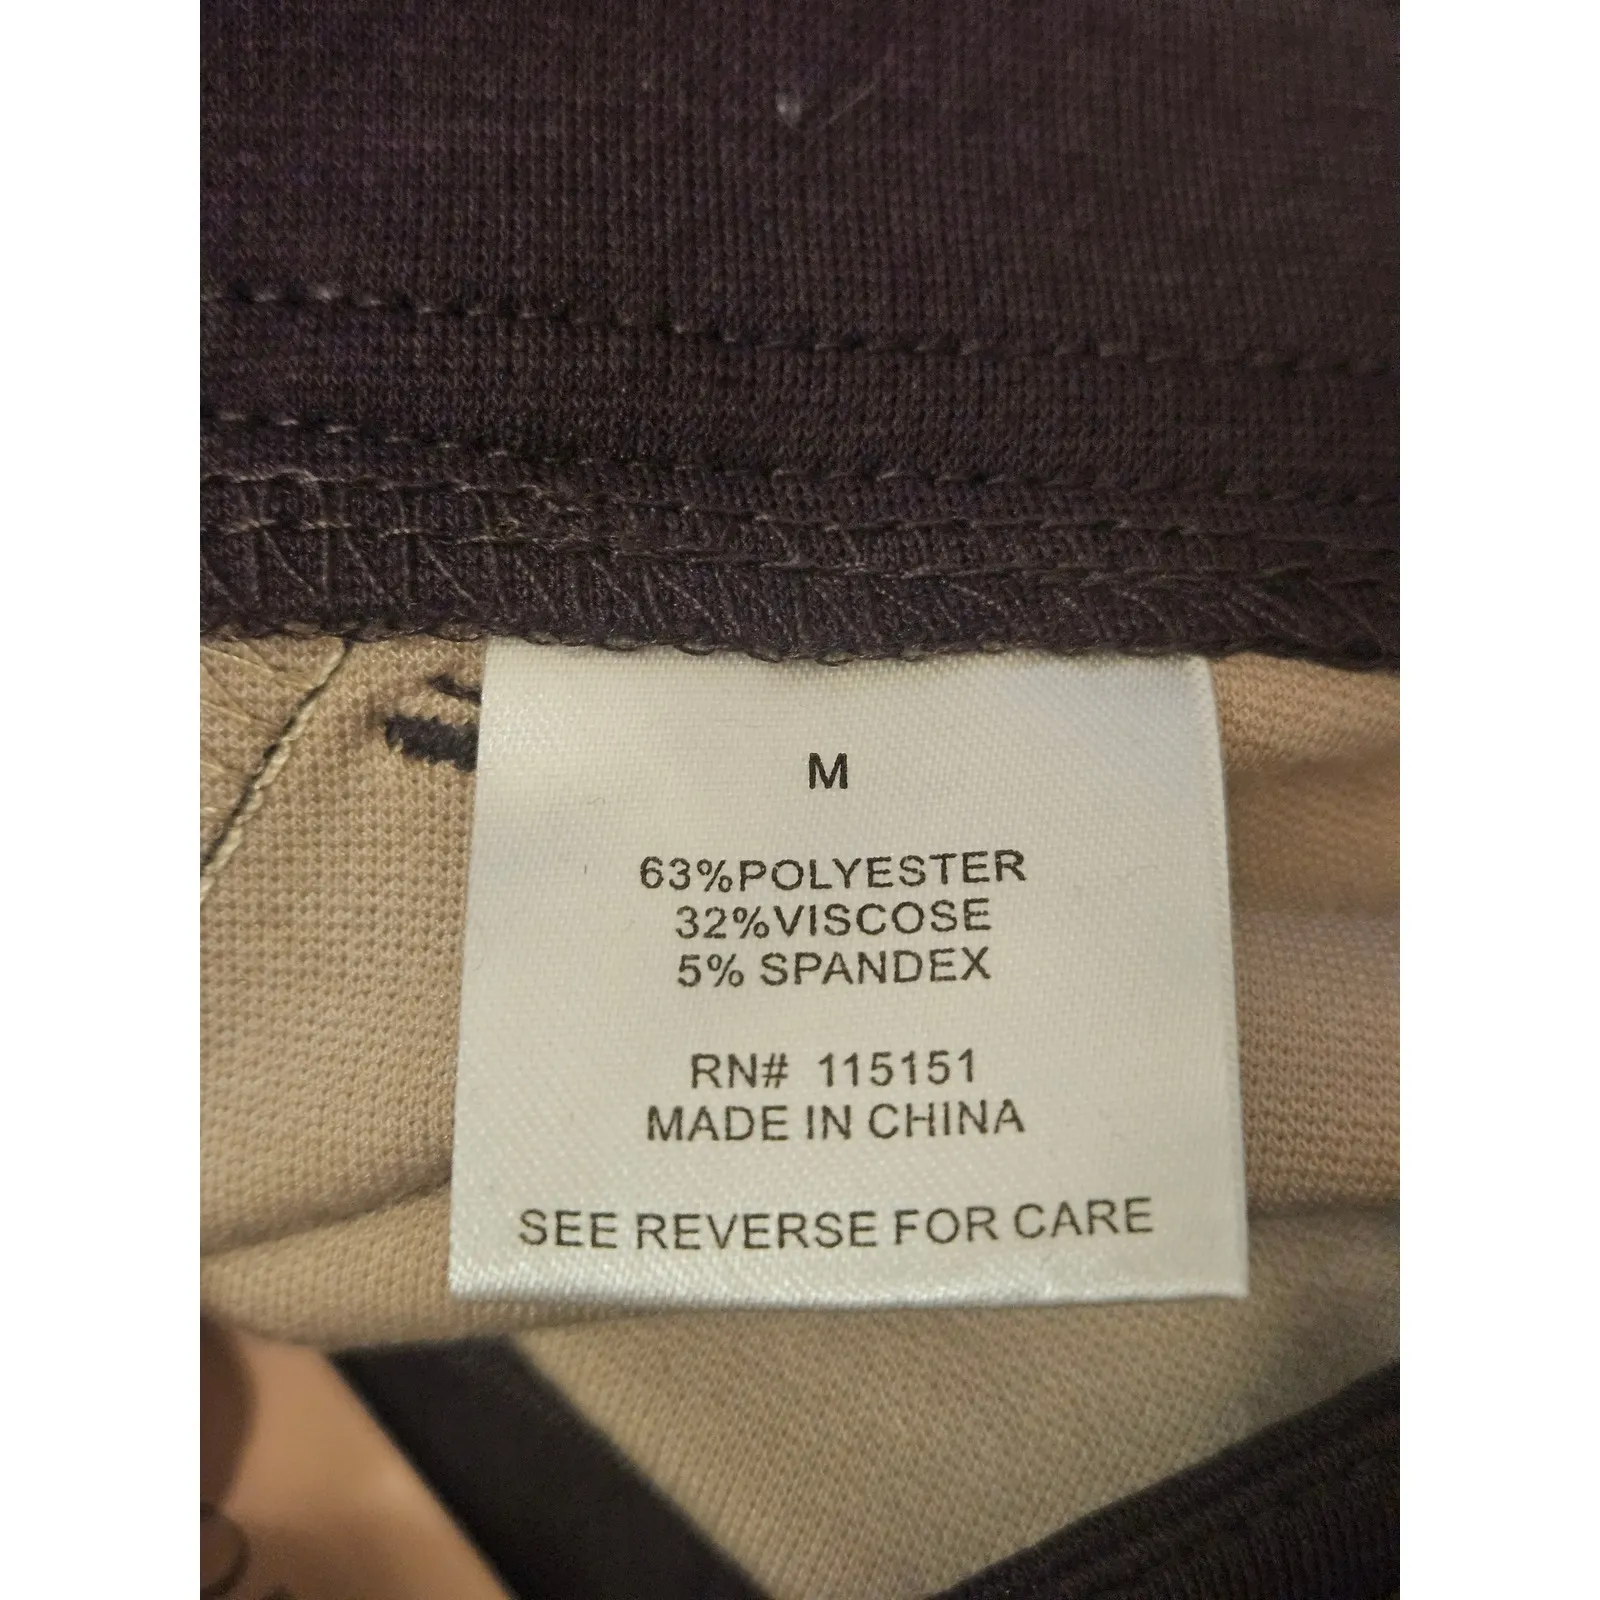 M
63%POLYESTER
32%VISCOSE
5% SPANDEX
RN# 115151
MADE IN CHINA
SEE REVERSE FOR CARE